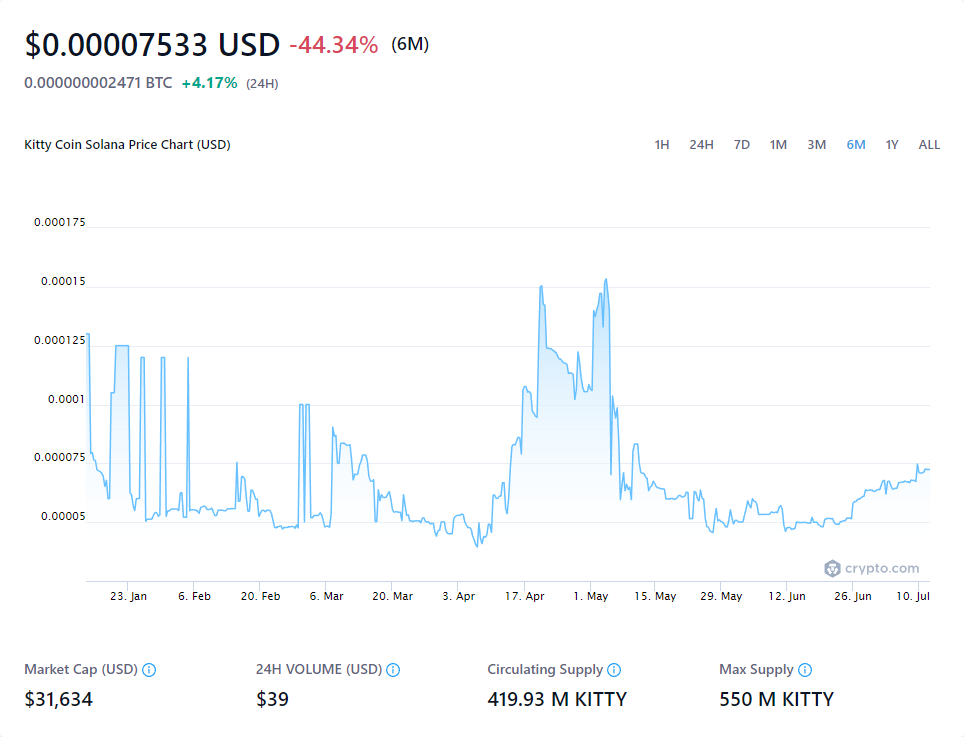 $0.00007533 USD -44.34% (6M)
0.000000002471 BTC +4.17% (24H)
Kitty Coin Solana Price Chart (USD) 1H 24H 7D 1M 3M 6M 1Y ALL
0.000175
0.00015
0.000125
0.0001
0.000075
0.00005
crypto.com
23. Jan 6. Feb 20. Feb 6. Mar 20. Mar 3. Apr 17. Apr 1. May 15. May 29. May 12. Jun 26. Jun 10. Jul
Market Cap (USD) 24H VOLUME (USD) Circulating Supply Max Supply
$31,634 $39 419.93 M KITTY 550 M KITTY